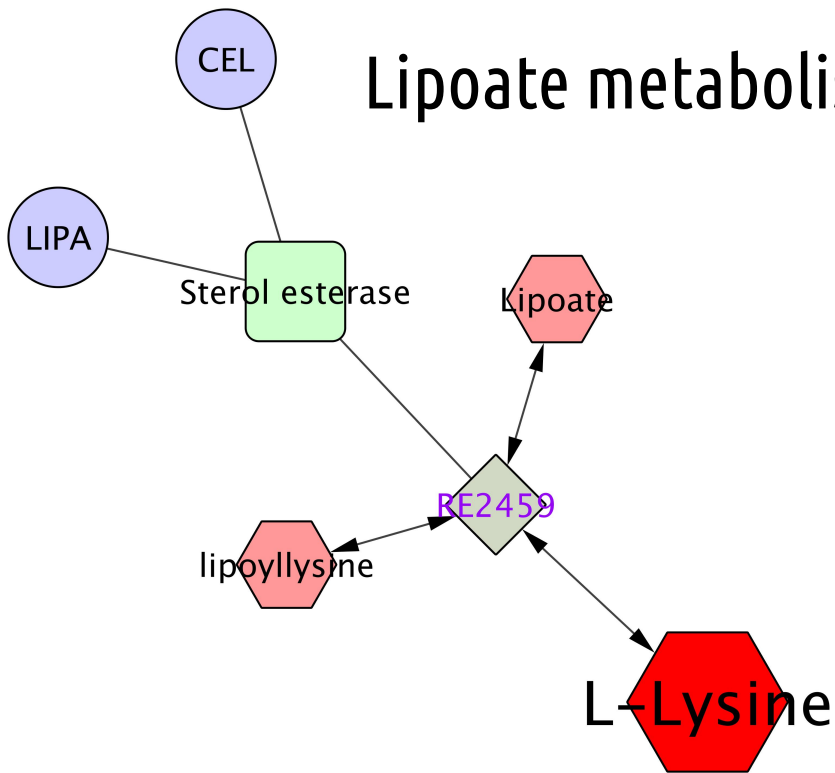 CEL
Lipoate metabolis
LIPA
Sterol esterase
Lipoate
RE2459
lipoyllysine
L-Lysine